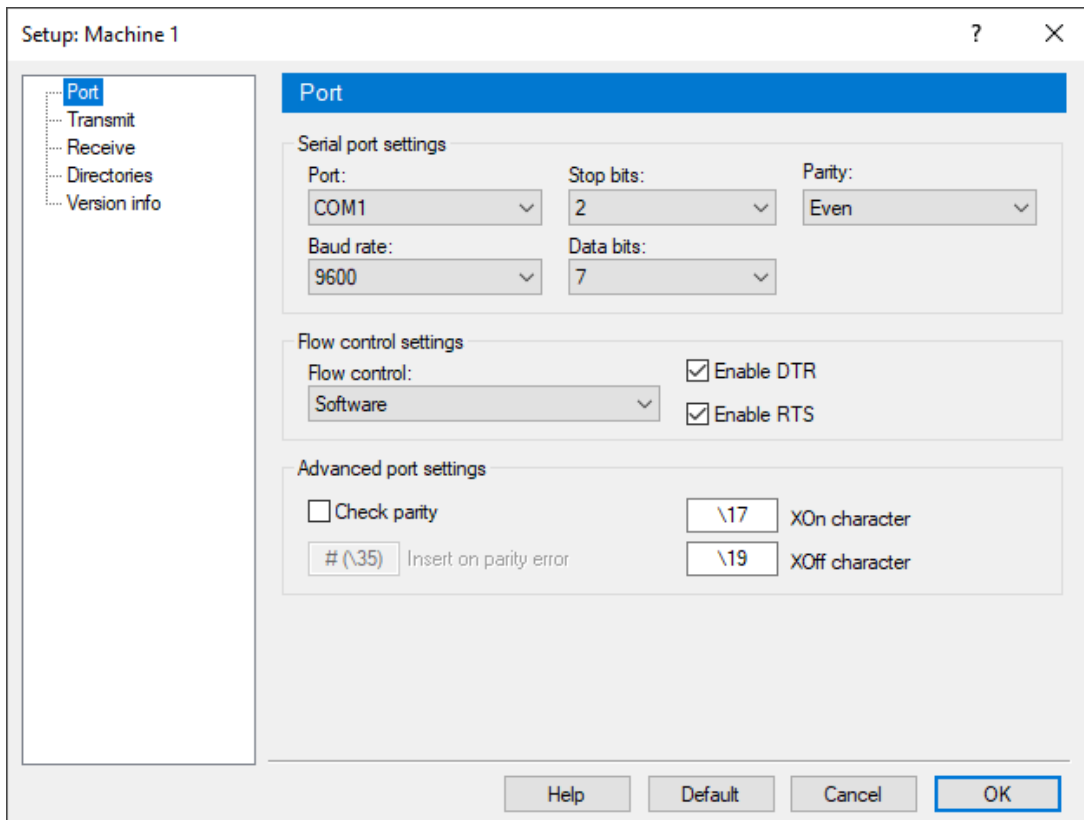 Setup: Machine 1
?
Port
Transmit
Receive
Directories
Version info
Port
Serial port settings
Port:
Stop bits:
Parity:
COM1
2
Even
Baud rate:
Data bits:
9600
7
Flow control settings
Flow control:
Software
Enable DTR
Enable RTS
Advanced port settings
Check parity
\17
XOn character
# (\35)
Insert on parity error
\19
XOff character
Help
Default
Cancel
OK